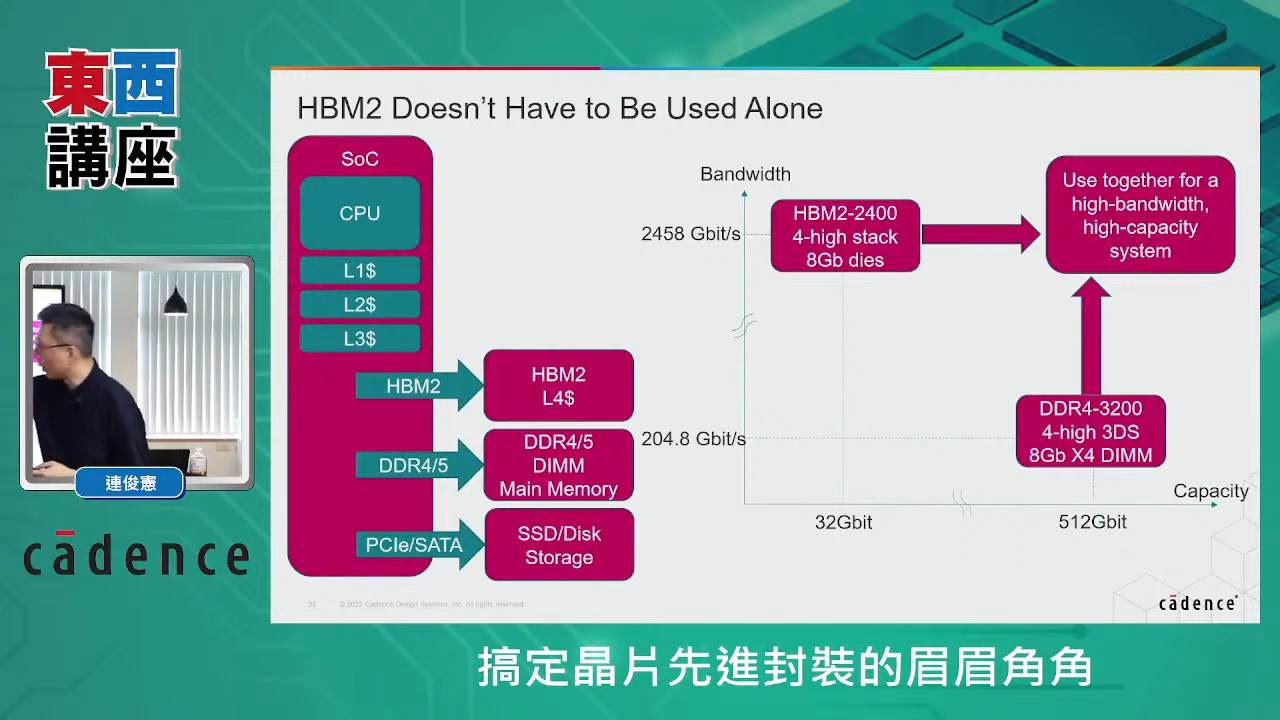 東西
講座
連俊憲
cādence
HBM2 Doesn't Have to Be Used Alone
SoC
CPU
L1$
L2$
L3$
HBM2
HBM2
L4$
DDR4/5
DDR4/5
DIMM
Main Memory
PCIe/SATA
SSD/Disk
Storage
Bandwidth
2458 Gbit/s
HBM2-2400
4-high stack
8Gb dies
Use together for a
high-bandwidth,
high-capacity
system
204.8 Gbit/s
DDR4-3200
4-high 3DS
8Gb X4 DIMM
Capacity
32Gbit
512Gbit
© 2022 Cadence Design Systems, Inc. All rights reserved.
cādence
搞定晶片先進封裝的眉眉角角